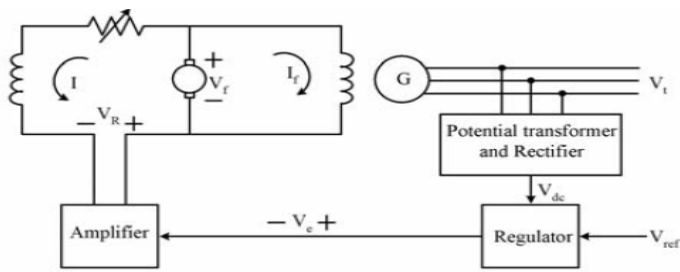 I
+
V_f
−
I_f
G
V_t
− V_R +
Potential transformer
and Rectifier
V_dc
Amplifier
− V_e +
Regulator
V_ref